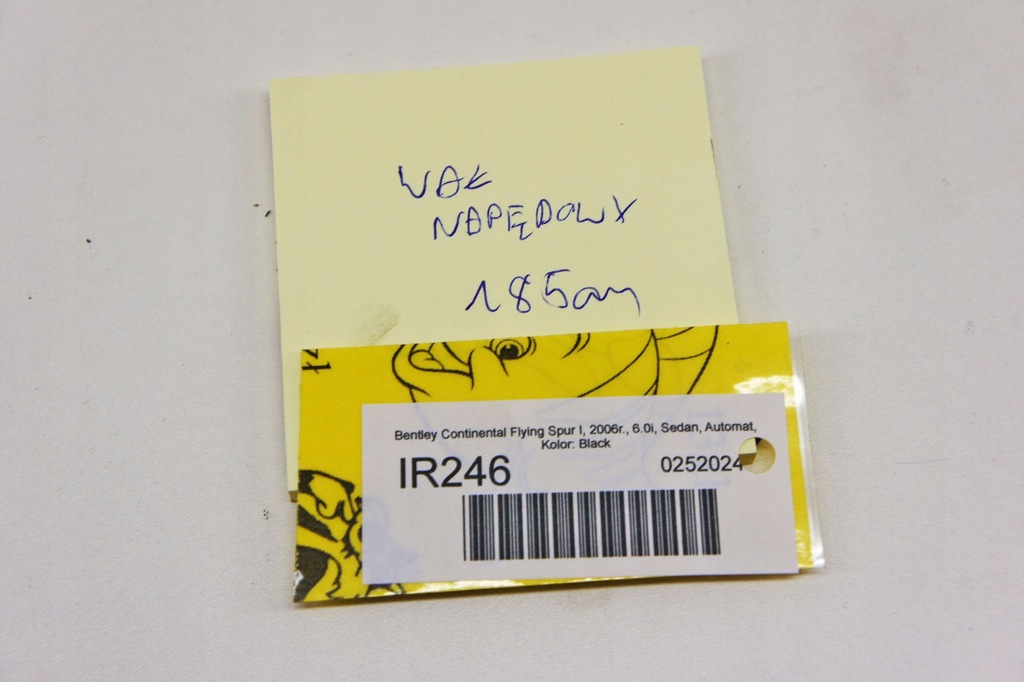 WAŁ
NAPĘDOWY
185cm
Bentley Continental Flying Spur I, 2006r., 6.0i, Sedan, Automat,
Kolor: Black
IR246
0252024